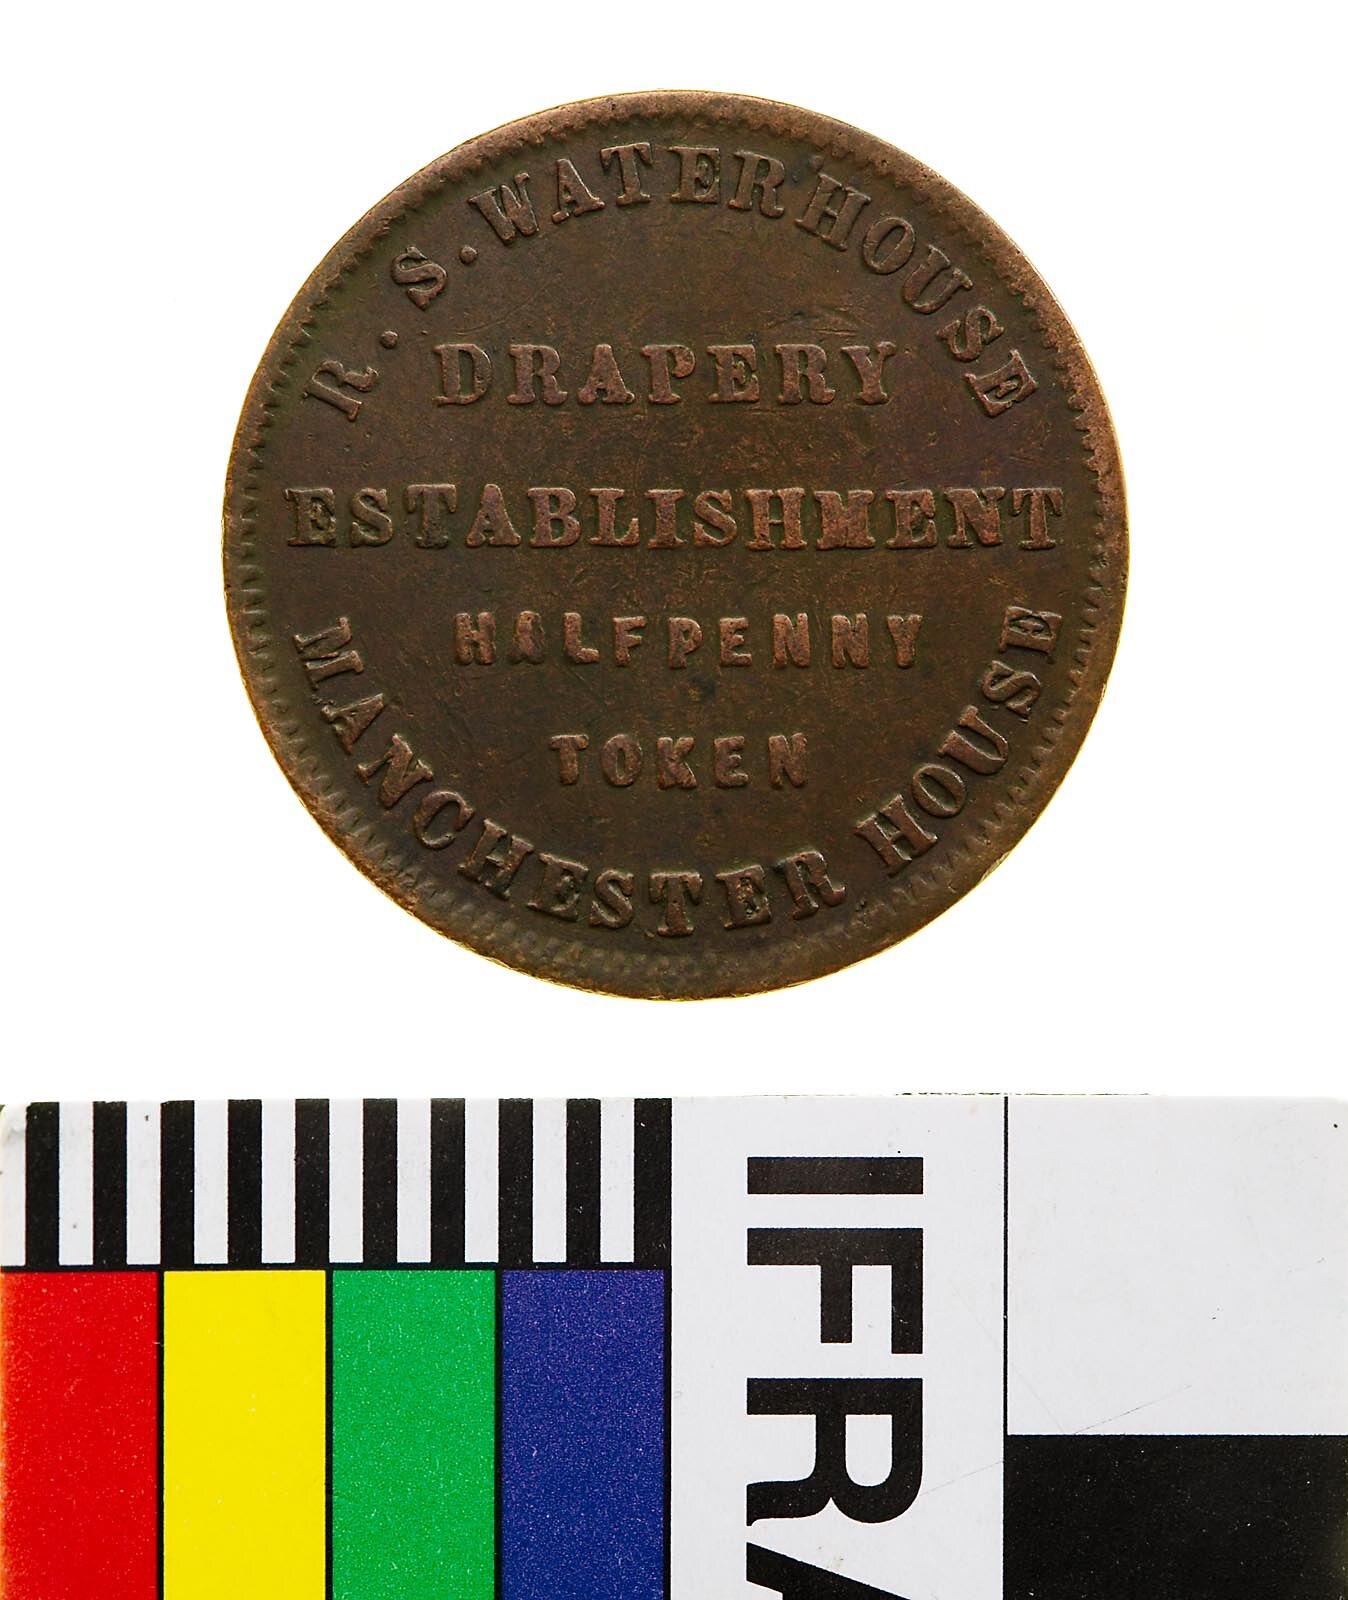 R. S. WATERHOUSE
DRAPERY
ESTABLISHMENT
HALFPENNY
TOKEN
MANCHESTER HOUSE
IFRA